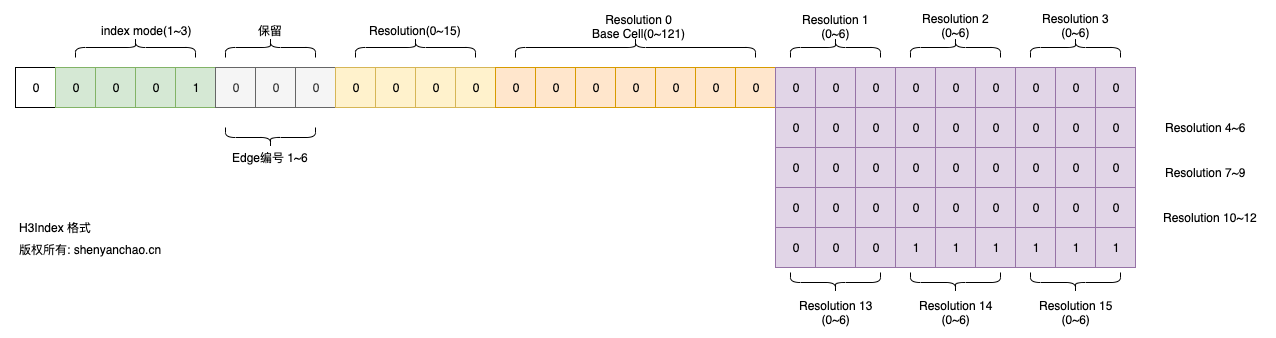 index mode(1~3)
保留
Resolution(0~15)
Resolution 0
Base Cell(0~121)
Resolution 1
(0~6)
Resolution 2
(0~6)
Resolution 3
(0~6)
0 0 0 0 1 0 0 0 0 0 0 0 0 0 0 0 0 0 0 0 0 0 0 0 0 0 0 0
0 0 0 0 0 0 0 0 0
Resolution 4~6
Edge编号 1~6
0 0 0 0 0 0 0 0 0
Resolution 7~9
0 0 0 0 0 0 0 0 0
Resolution 10~12
H3Index 格式
版权所有: shenyanchao.cn
0 0 0 1 1 1 1 1 1
Resolution 13
(0~6)
Resolution 14
(0~6)
Resolution 15
(0~6)